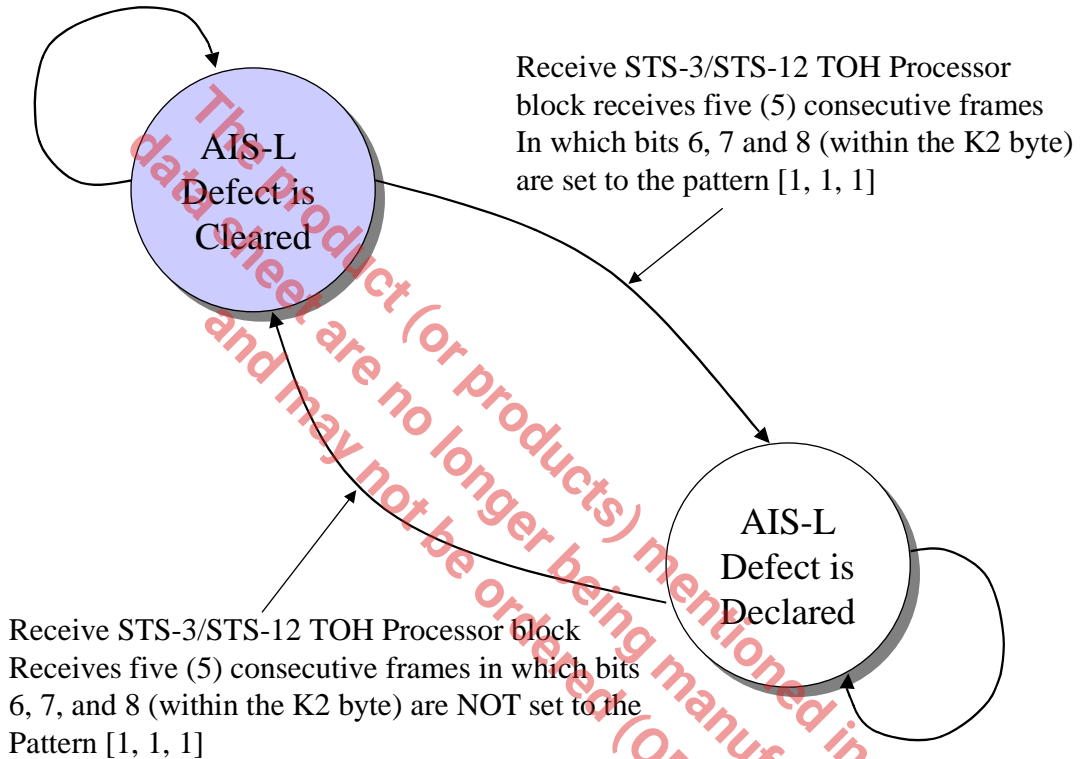 Receive STS-3/STS-12 TOH Processor
block receives five (5) consecutive frames
In which bits 6, 7 and 8 (within the K2 byte)
are set to the pattern [1, 1, 1]
AIS-L
Defect is
Cleared
The product (or products) mentioned in
data sheet are no longer being manuf
and may not be ordered (O
AIS-L
Defect is
Declared
Receive STS-3/STS-12 TOH Processor block
Receives five (5) consecutive frames in which bits
6, 7, and 8 (within the K2 byte) are NOT set to the
Pattern [1, 1, 1]